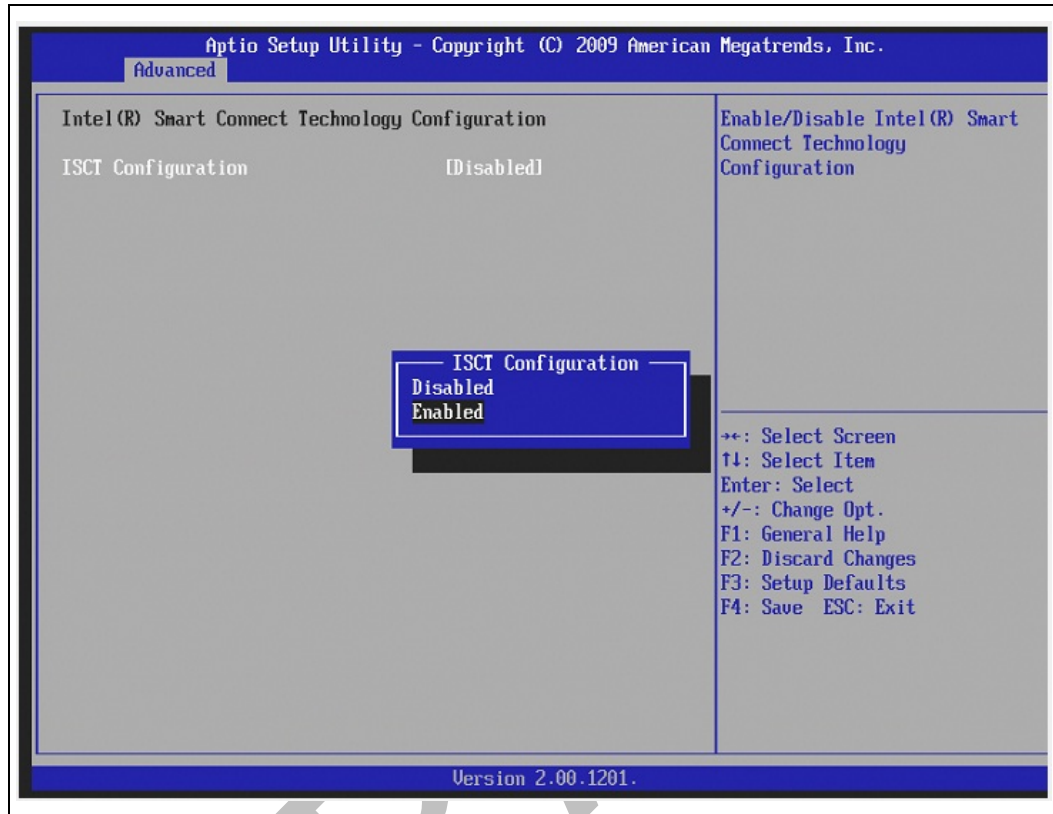 Aptio Setup Utility - Copyright (C) 2009 American Megatrends, Inc.
Advanced
Intel(R) Smart Connect Technology Configuration
ISCT Configuration [Disabled]
ISCT Configuration
Disabled
Enabled
Enable/Disable Intel(R) Smart
Connect Technology
Configuration
→←: Select Screen
↑↓: Select Item
Enter: Select
+/-: Change Opt.
F1: General Help
F2: Discard Changes
F3: Setup Defaults
F4: Save ESC: Exit
Version 2.00.1201.